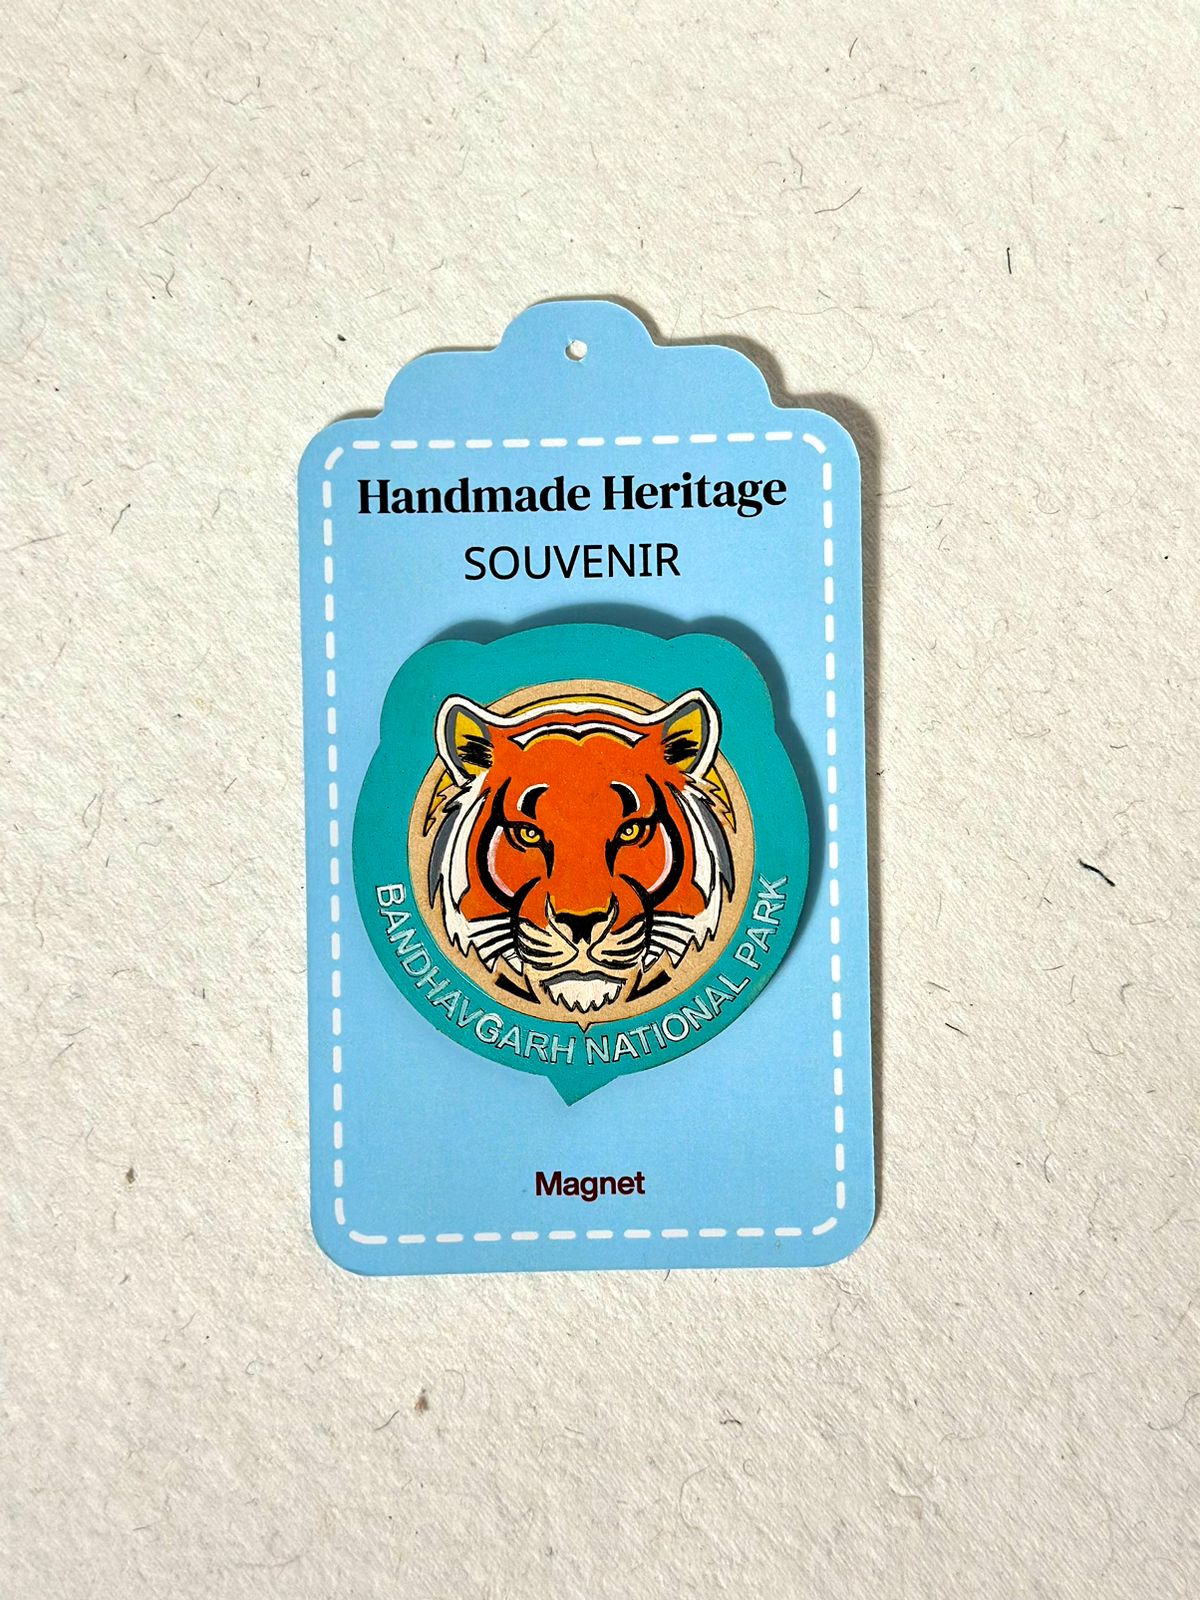 Handmade Heritage
SOUVENIR
BANDHAVGARH NATIONAL PARK
Magnet